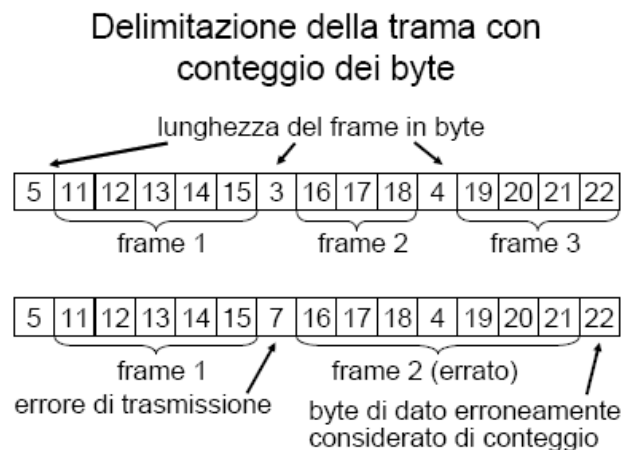 Delimitazione della trama con
conteggio dei byte
lunghezza del frame in byte
5 11 12 13 14 15 3 16 17 18 4 19 20 21 22
frame 1 frame 2 frame 3
5 11 12 13 14 15 7 16 17 18 4 19 20 21 22
frame 1 frame 2 (errato)
errore di trasmissione
byte di dato erroneamente
considerato di conteggio